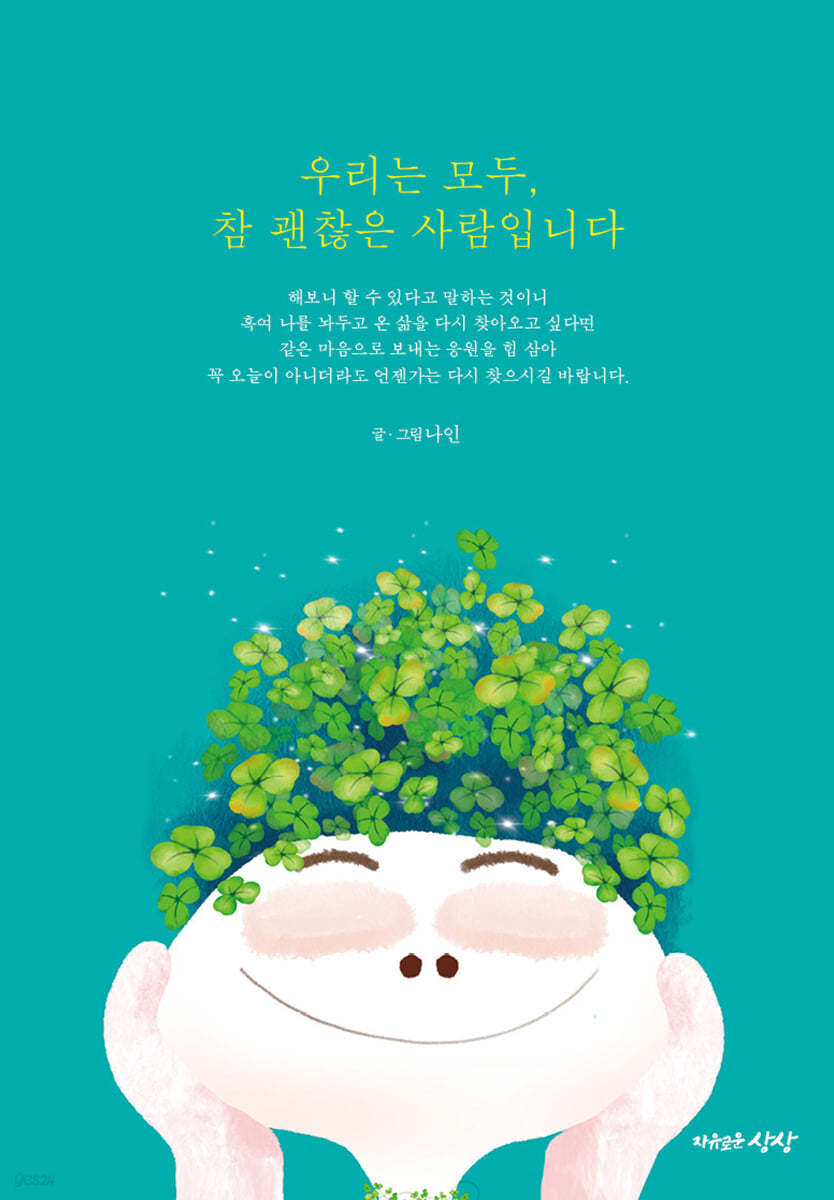 우리는 모두,
참 괜찮은 사람입니다
해보니 할 수 있다고 말하는 것이니
혹여 나를 놔두고 온 삶을 다시 찾아오고 싶다면
같은 마음으로 보내는 응원을 힘 삼아
꼭 오늘이 아니더라도 언젠가는 다시 찾으시길 바랍니다.
글·그림 나인
자유로운 상상
yes24